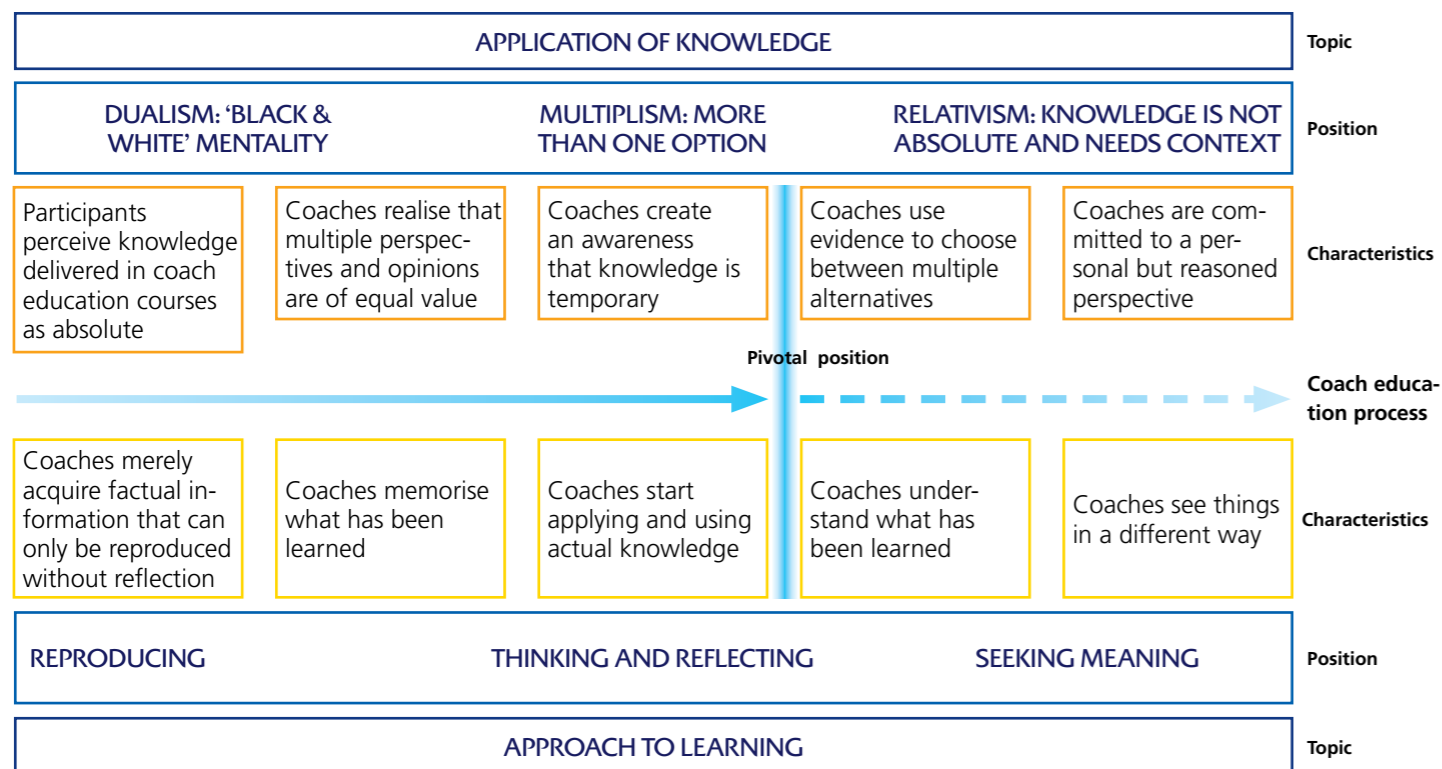 APPLICATION OF KNOWLEDGE
Topic
DUALISM: ‘BLACK &
WHITE’ MENTALITY
MULTIPLISM: MORE
THAN ONE OPTION
RELATIVISM: KNOWLEDGE IS NOT
ABSOLUTE AND NEEDS CONTEXT
Position
Participants
perceive knowledge
delivered in coach
education courses
as absolute
Coaches realise that
multiple perspec-
tives and opinions
are of equal value
Coaches create
an awareness
that knowledge is
temporary
Coaches use
evidence to choose
between multiple
alternatives
Coaches are com-
mitted to a per-
sonal but reasoned
perspective
Characteristics
Pivotal position
Coach educa-
tion process
Coaches merely
acquire factual in-
formation that can
only be reproduced
without reflection
Coaches memorise
what has been
learned
Coaches start
applying and using
actual knowledge
Coaches under-
stand what has
been learned
Coaches see things
in a different way
Characteristics
REPRODUCING
THINKING AND REFLECTING
SEEKING MEANING
Position
APPROACH TO LEARNING
Topic